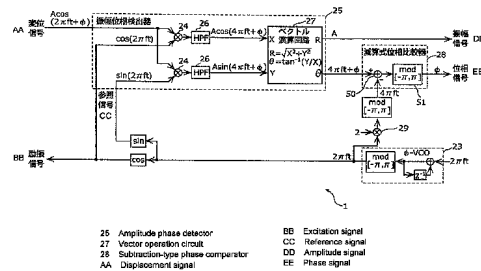 Acos
(2πft+φ)
振幅位相検出器
25
AA 変位
信号
cos(2πft)
24
26
HPF
Acos(4πft+φ)
27
ベクトル
演算回路
X
R=√X²+Y²
θ=tan⁻¹(Y/X)
R
A
振幅 DD
信号
sin(2πft)
24
26
HPF
Asin(4πft+φ)
Y
θ
4πft+φ
減算式位相比較器
28
+
50
mod
[-π,π]
φ
51
位相 EE
信号
参照
信号
CC
4πft
mod
[-π,π]
2
29
23
BB 励振
信号
sin
cos
2πft
mod
[-π,π]
φ-VCO
2πft
1
25 Amplitude phase detector
27 Vector operation circuit
28 Subtraction-type phase comparator
AA Displacement signal
BB Excitation signal
CC Reference signal
DD Amplitude signal
EE Phase signal